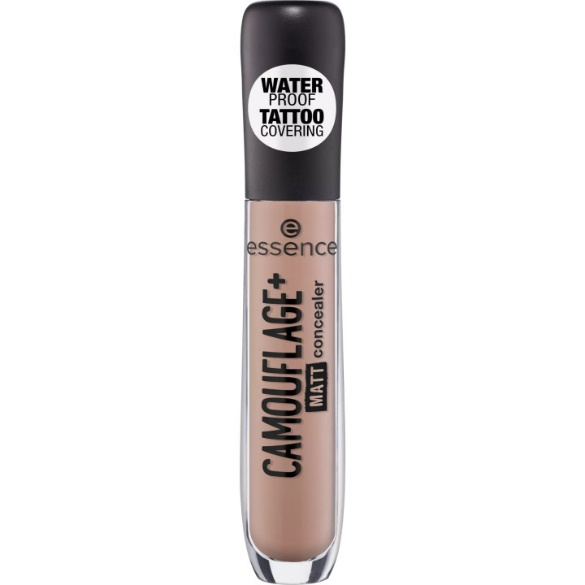 WATER
PROOF
TATTOO
COVERING
e
essence
CAMOUFLAGE+
MATT concealer